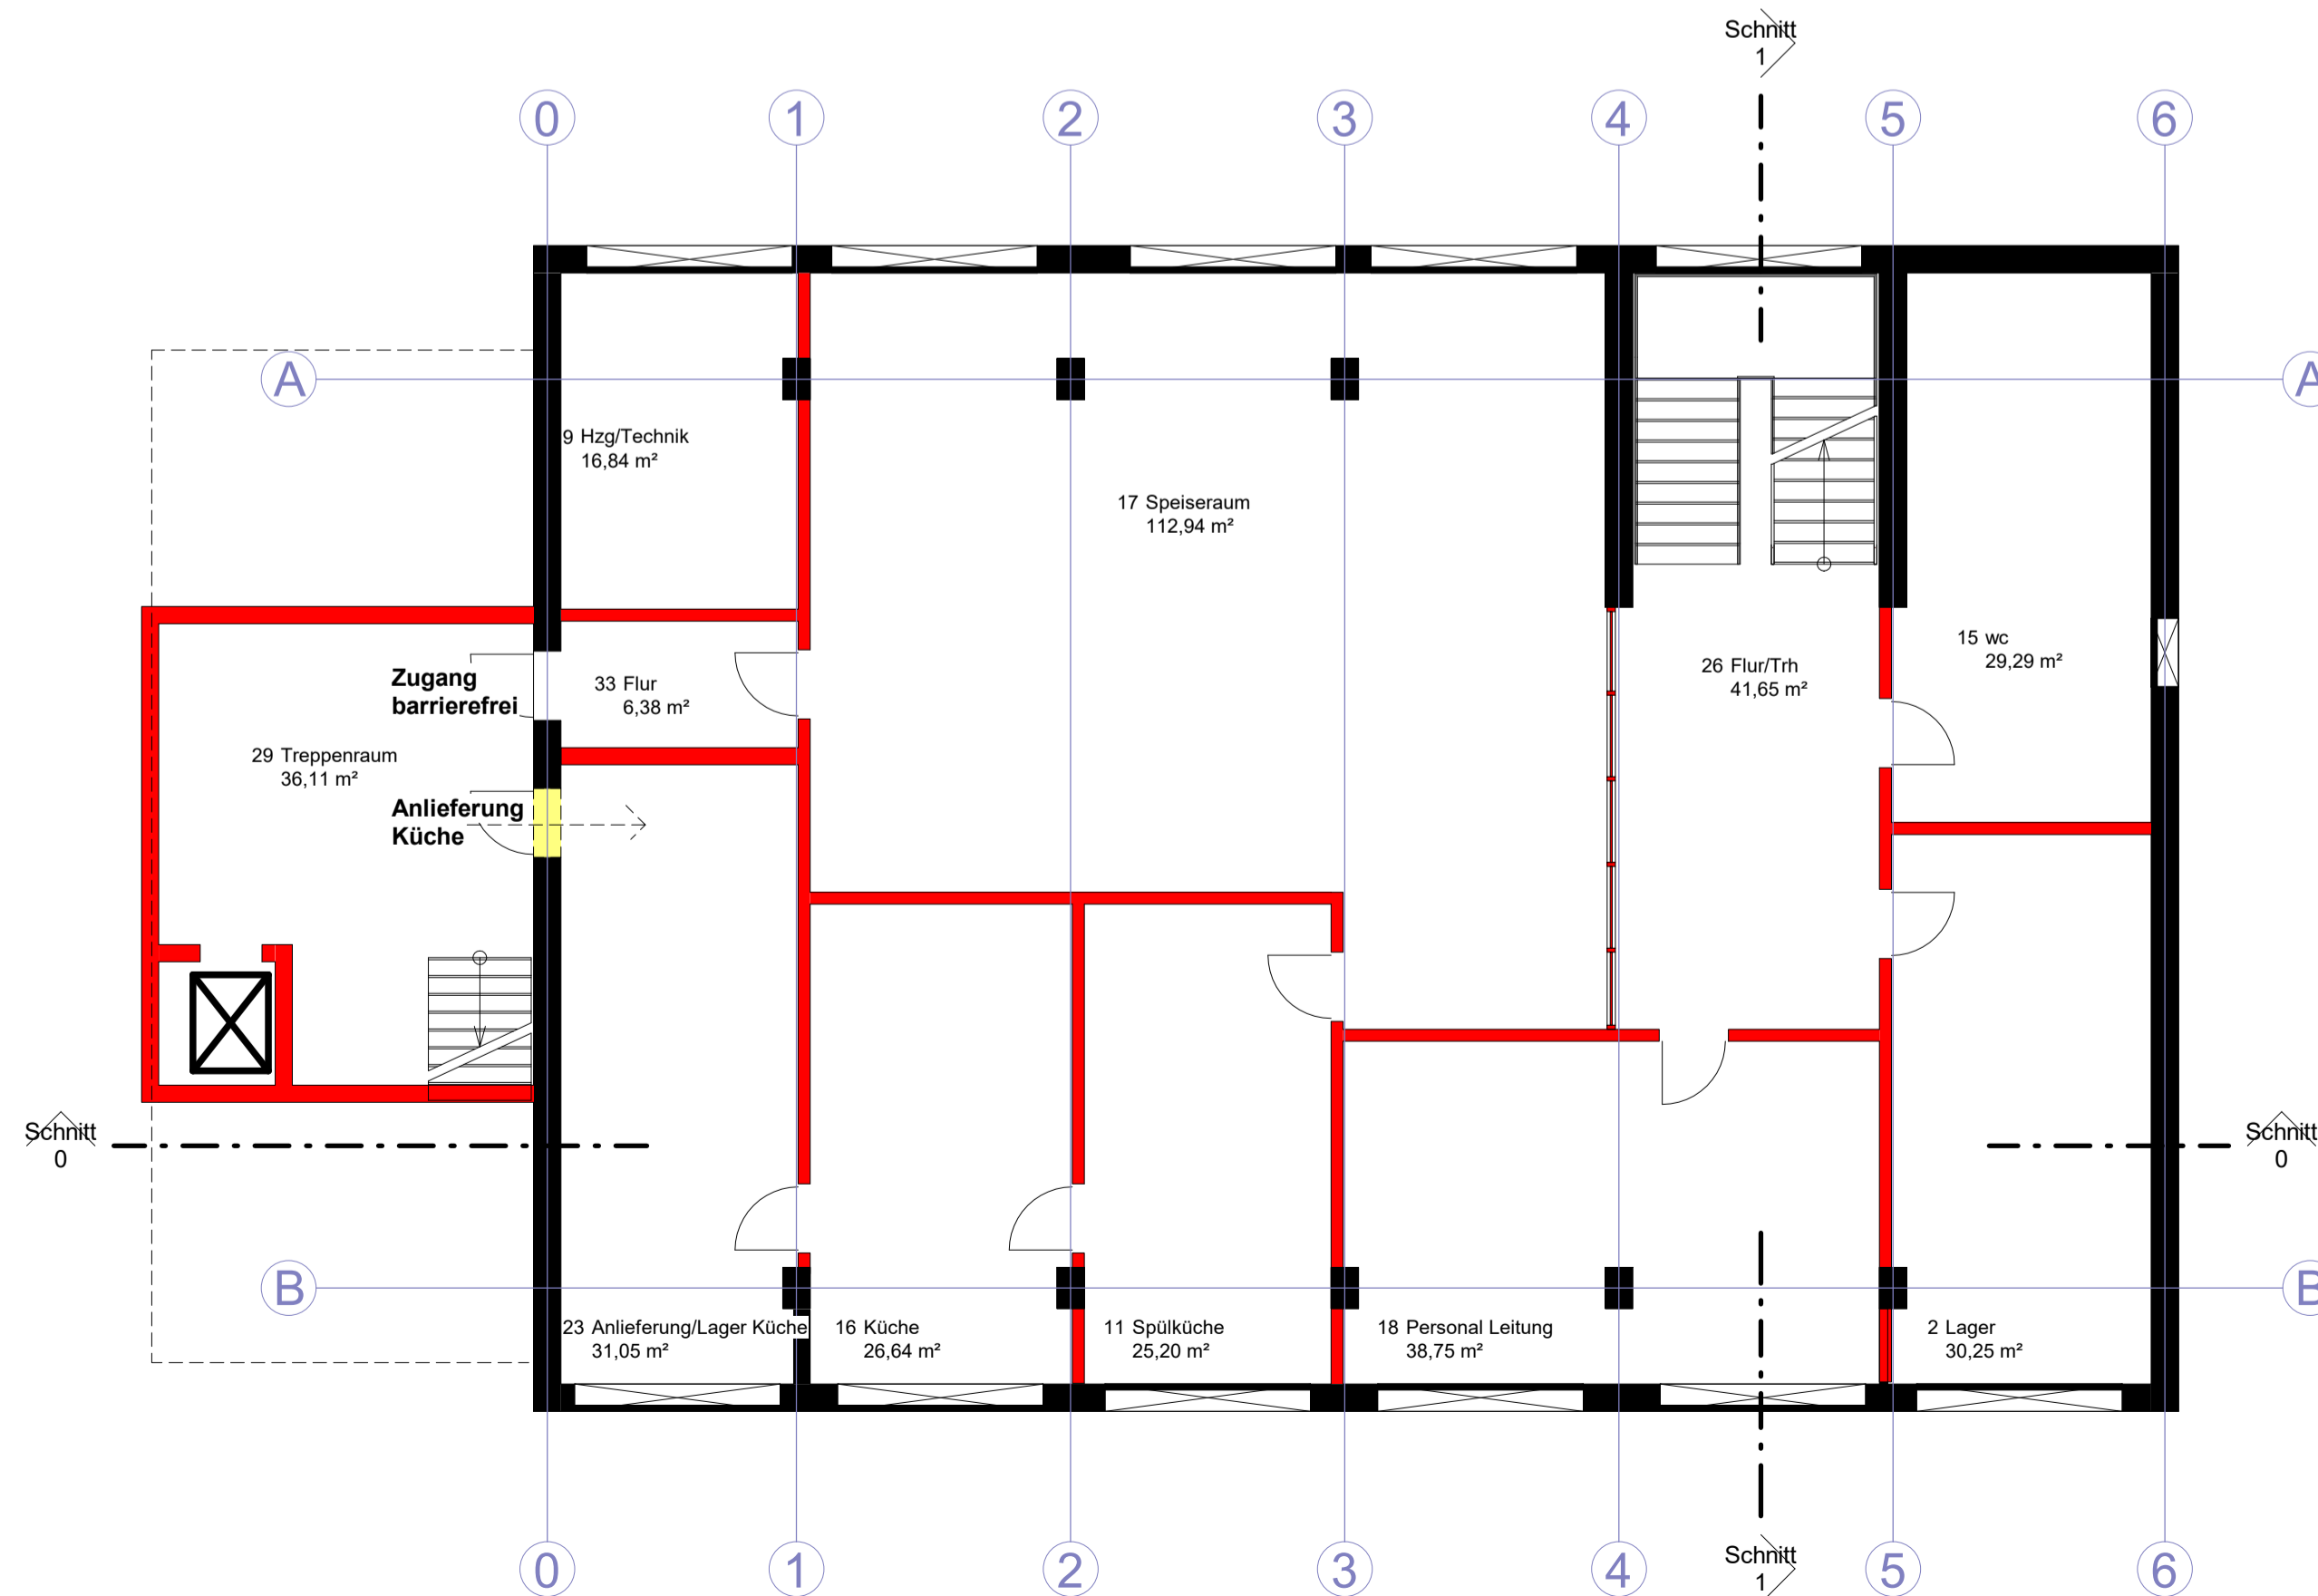 Schnitt
1
0 1 2 3 4 5 6
A A
9 Hzg/Technik
16,84 m²
17 Speiseraum
112,94 m²
15 wc
29,29 m²
26 Flur/Trh
41,65 m²
Zugang
barrierefrei
33 Flur
6,38 m²
29 Treppenraum
36,11 m²
Anlieferung
Küche
Schnitt
0
Schnitt
0
B B
23 Anlieferung/Lager Küche
31,05 m²
16 Küche
26,64 m²
11 Spülküche
25,20 m²
18 Personal Leitung
38,75 m²
2 Lager
30,25 m²
Schnitt
1
0 1 2 3 4 5 6